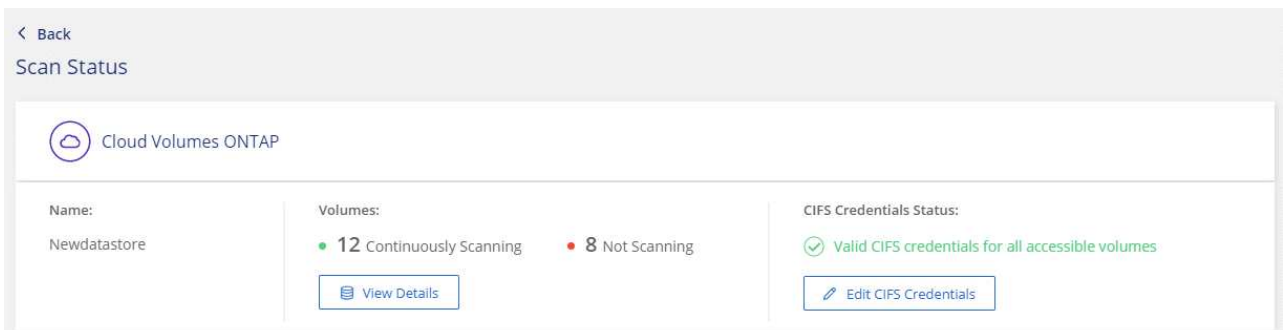 Back
Scan Status
Cloud Volumes ONTAP
Name:
Newdatastore
Volumes:
12 Continuously Scanning
8 Not Scanning
View Details
CIFS Credentials Status:
Valid CIFS credentials for all accessible volumes
Edit CIFS Credentials